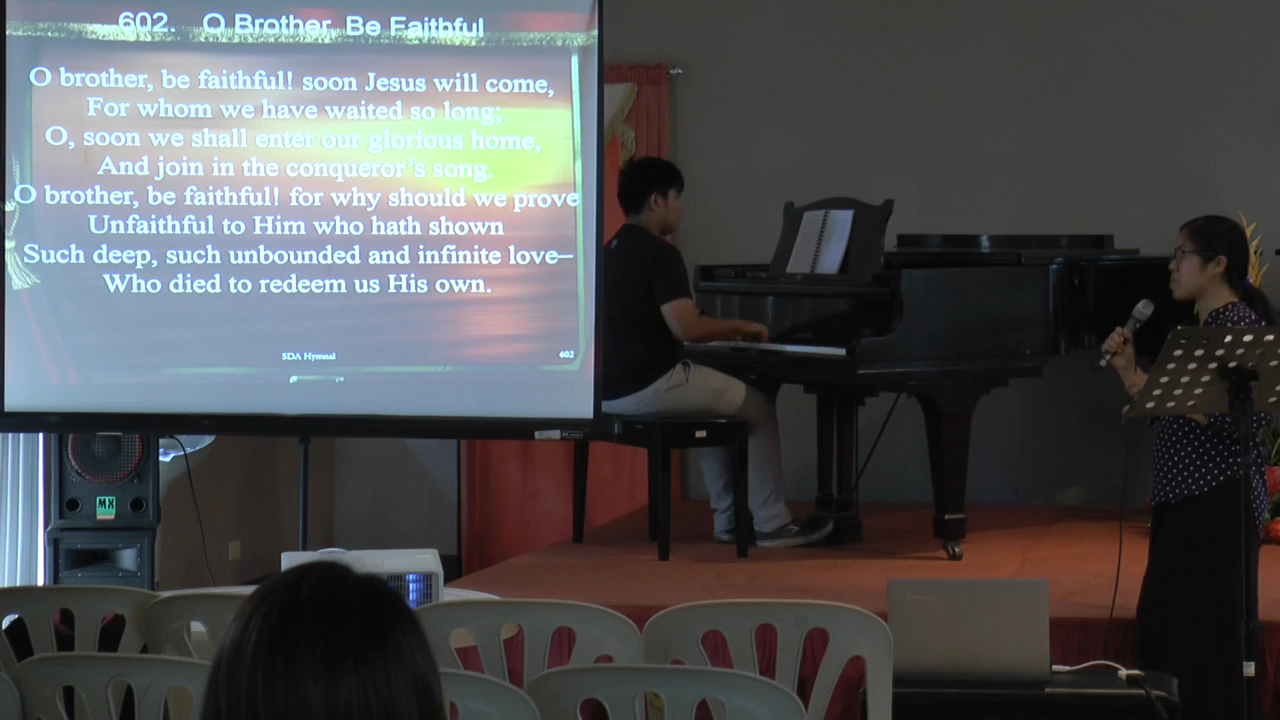 602. O Brother, Be Faithful
O brother, be faithful! soon Jesus will come,
For whom we have waited so long;
O, soon we shall enter our glorious home,
And join in the conqueror's song.
O brother, be faithful! for why should we prove
Unfaithful to Him who hath shown
Such deep, such unbounded and infinite love–
Who died to redeem us His own.
SDA Hymnal
602
MX